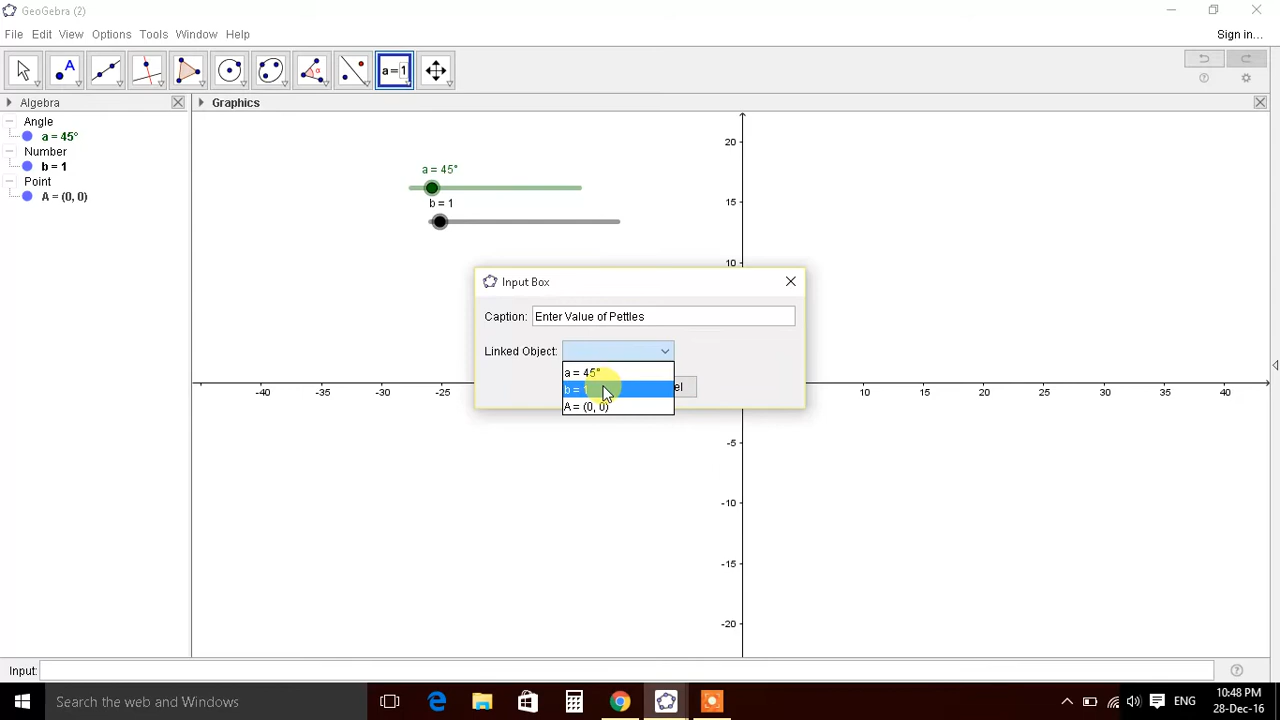 GeoGebra (2)
File Edit View Options Tools Window Help
Sign in...
a = 1
Algebra
Graphics
Angle
a = 45°
Number
b = 1
Point
A = (0, 0)
a = 45°
b = 1
20
15
10
Input Box
Caption: Enter Value of Pettles
Linked Object:
a = 45°
b = 1
A = (0, 0)
-40 -35 -30 -25 10 15 20 25 30 35 40
-5
-10
-15
-20
Input:
Search the web and Windows
ENG
10:48 PM
28-Dec-16